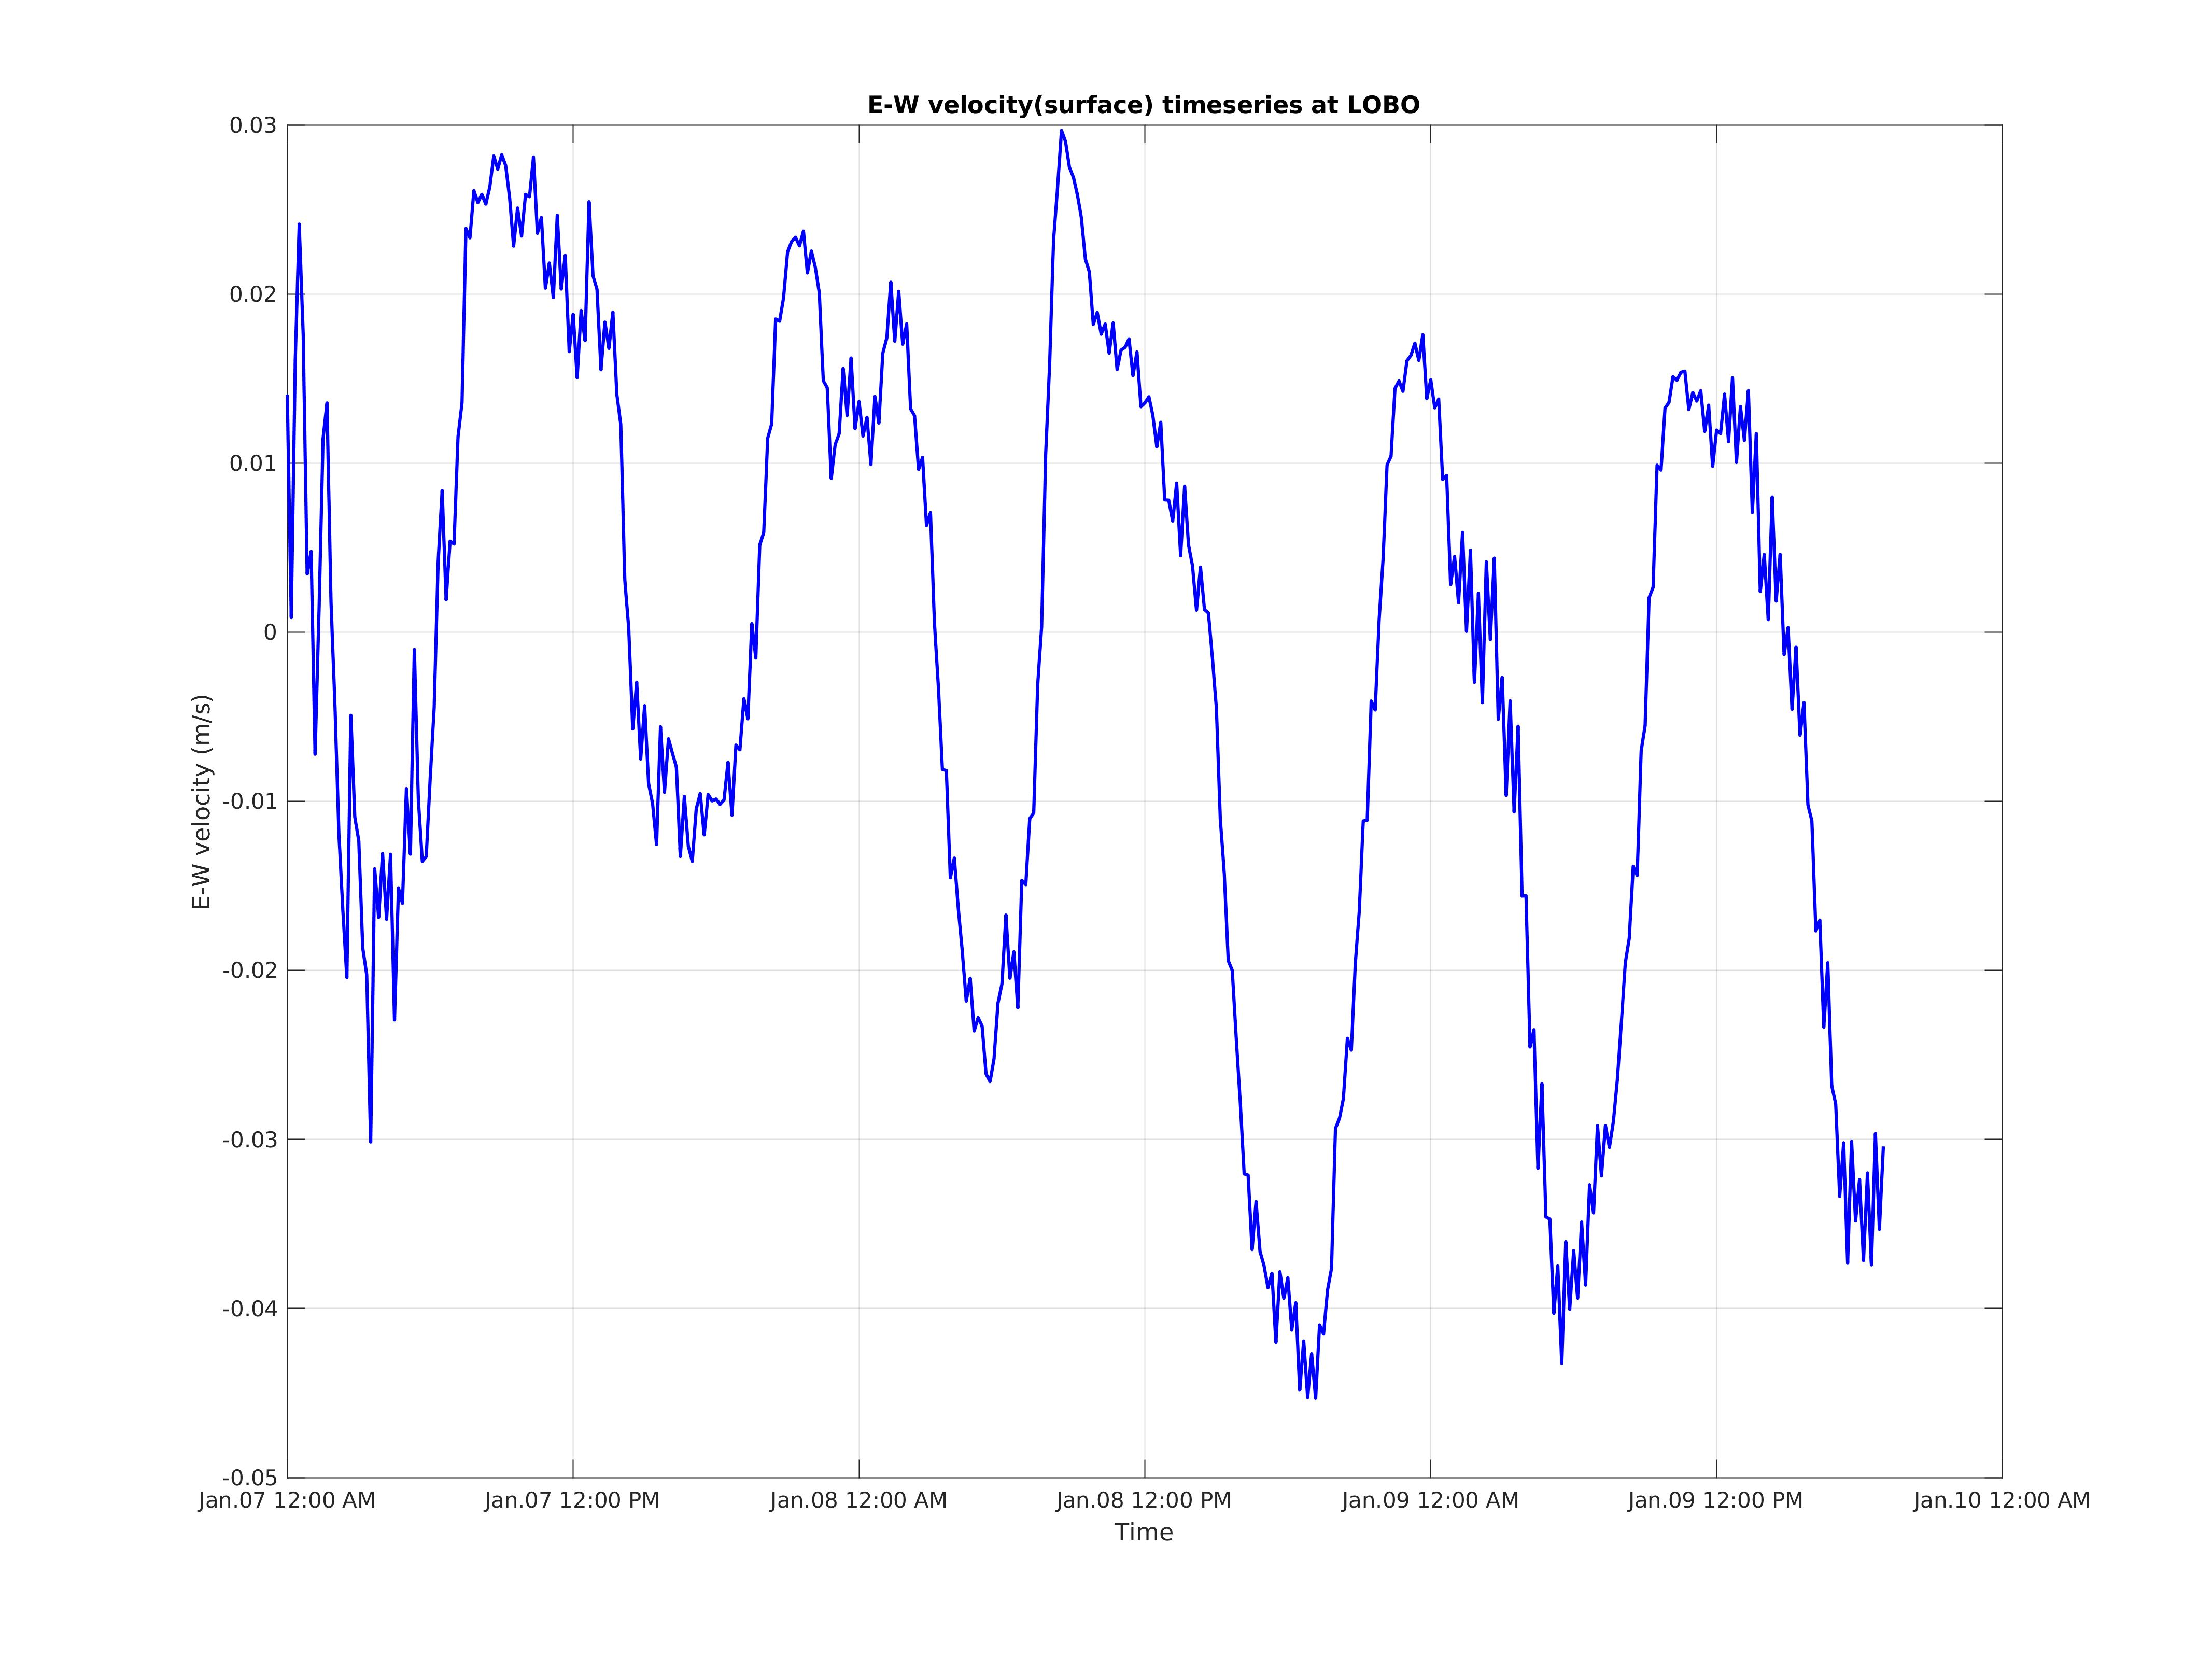 E-W velocity(surface) timeseries at LOBO
0.03
0.02
0.01
0
-0.01
-0.02
-0.03
-0.04
-0.05
E-W velocity (m/s)
Jan.07 12:00 AM Jan.07 12:00 PM Jan.08 12:00 AM Jan.08 12:00 PM Jan.09 12:00 AM Jan.09 12:00 PM Jan.10 12:00 AM
Time